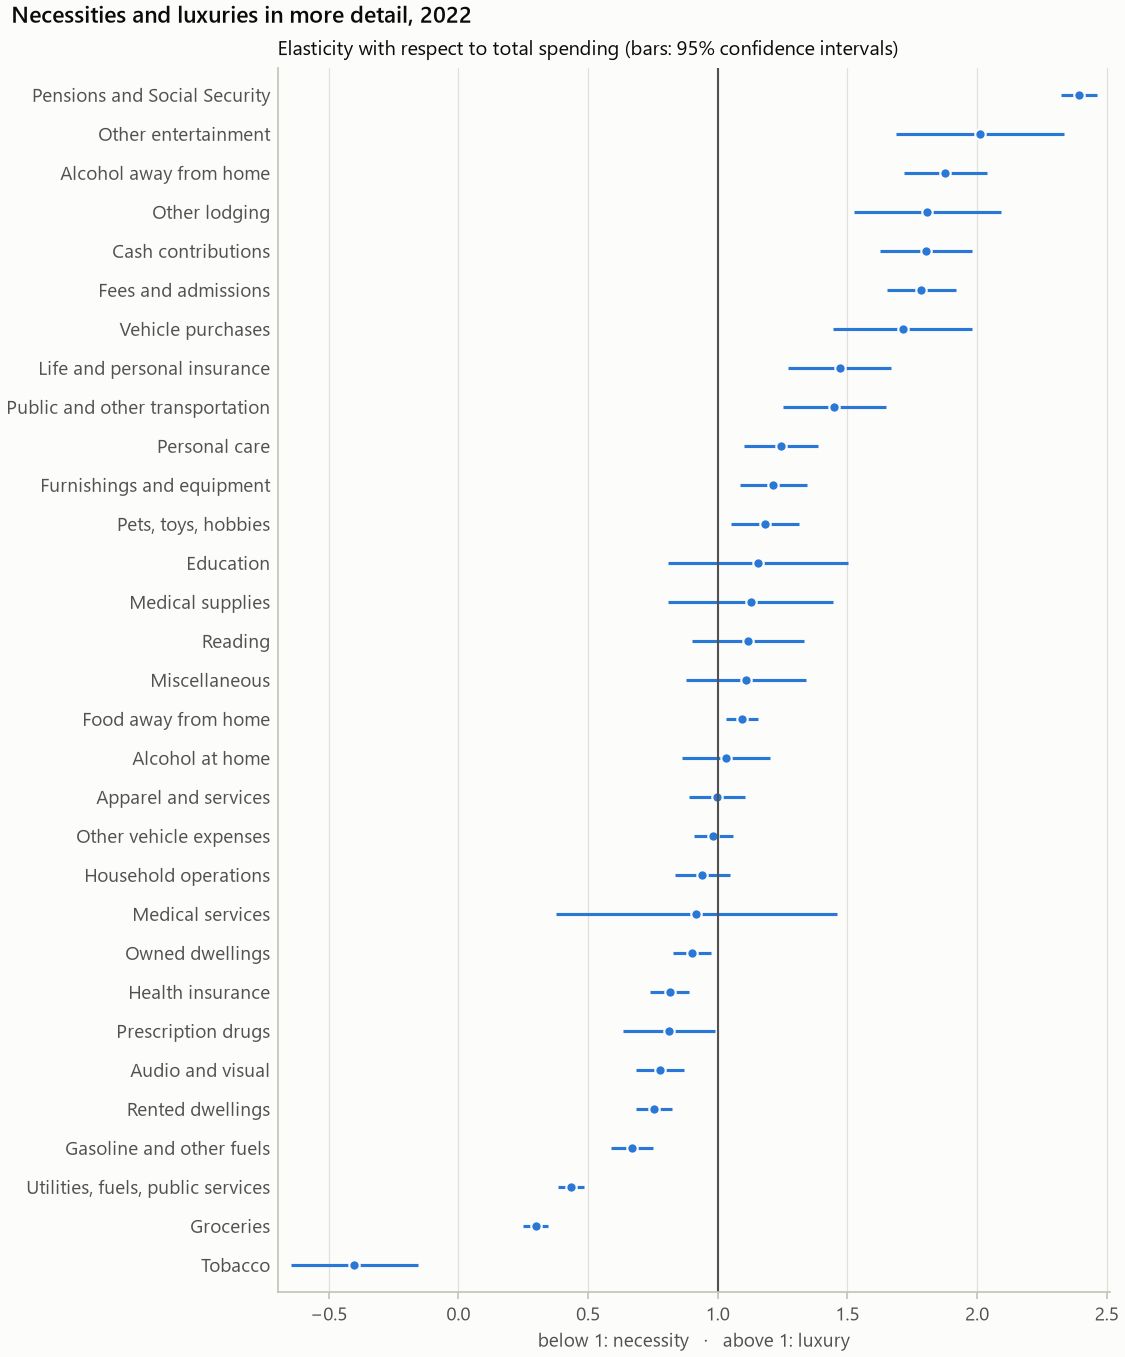 Necessities and luxuries in more detail, 2022
Elasticity with respect to total spending (bars: 95% confidence intervals)
Pensions and Social Security
Other entertainment
Alcohol away from home
Other lodging
Cash contributions
Fees and admissions
Vehicle purchases
Life and personal insurance
Public and other transportation
Personal care
Furnishings and equipment
Pets, toys, hobbies
Education
Medical supplies
Reading
Miscellaneous
Food away from home
Alcohol at home
Apparel and services
Other vehicle expenses
Household operations
Medical services
Owned dwellings
Health insurance
Prescription drugs
Audio and visual
Rented dwellings
Gasoline and other fuels
Utilities, fuels, public services
Groceries
Tobacco
−0.5 0.0 0.5 1.0 1.5 2.0 2.5
below 1: necessity · above 1: luxury